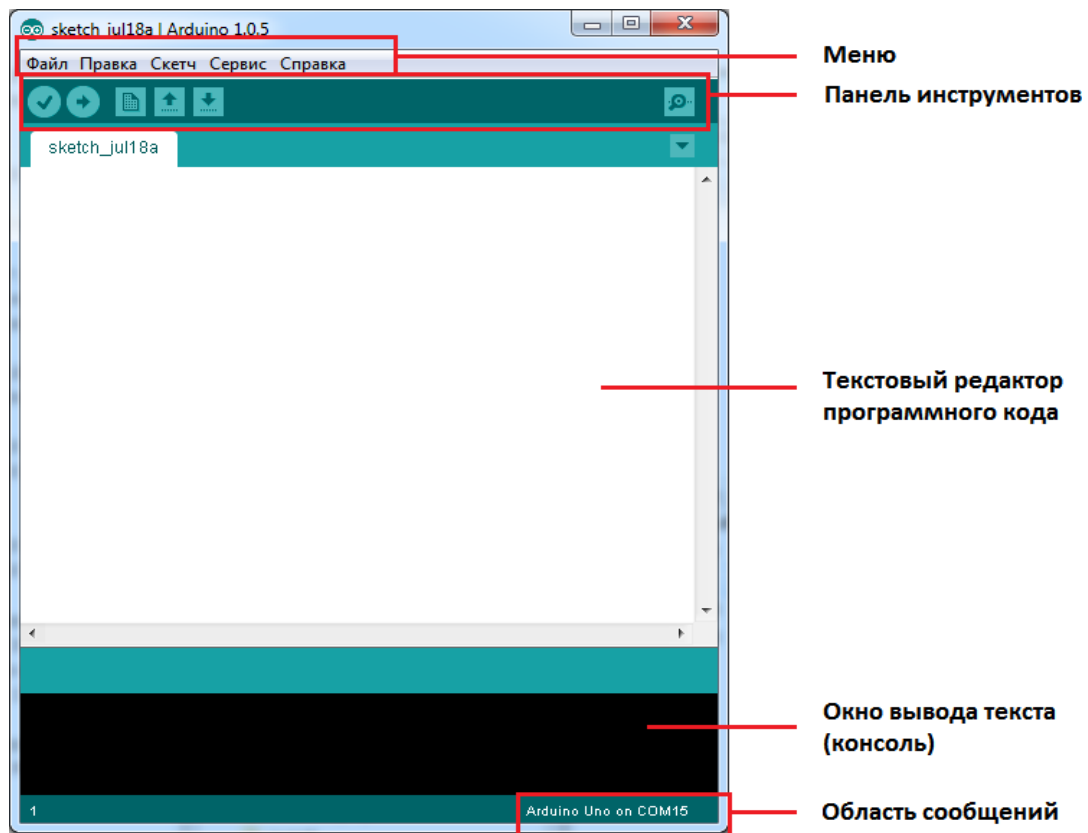 sketch_jul18a | Arduino 1.0.5
Файл Правка Скетч Сервис Справка
sketch_jul18a
1
Arduino Uno on COM15
Меню
Панель инструментов
Текстовый редактор
программного кода
Окно вывода текста
(консоль)
Область сообщений